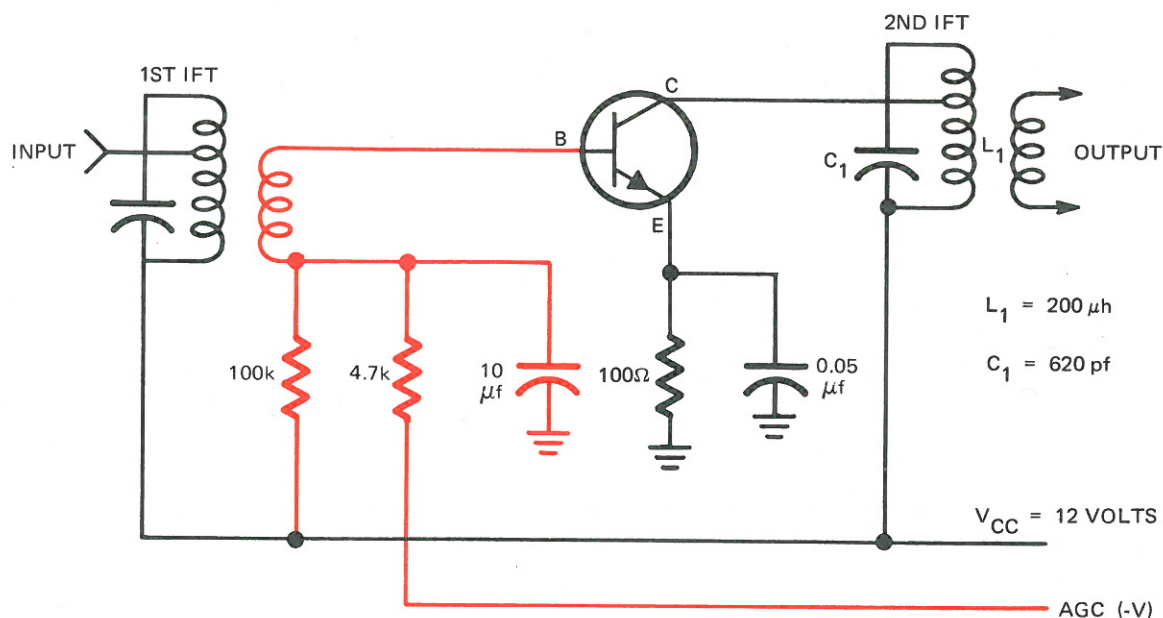 2ND IFT
1ST IFT
C
INPUT
B
C1
L1
OUTPUT
E
L1 = 200 μh
100k
4.7k
10 μf
100Ω
0.05 μf
C1 = 620 pf
VCC = 12 VOLTS
AGC (-V)